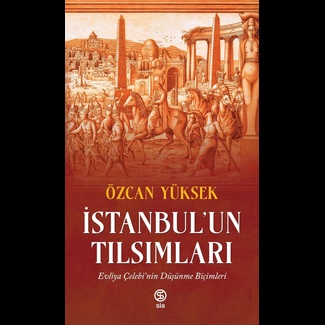 ÖZCAN YÜKSEK
İSTANBUL'UN
TILSIMLARI
Evliya Çelebi'nin Düşünme Biçimleri
sia